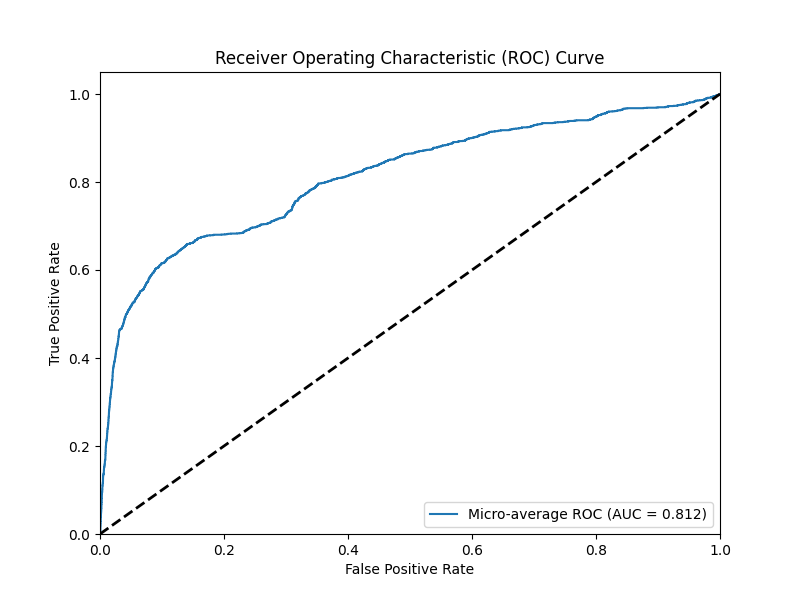 Receiver Operating Characteristic (ROC) Curve
1.0
0.8
0.6
0.4
0.2
0.0
True Positive Rate
Micro-average ROC (AUC = 0.812)
0.0 0.2 0.4 0.6 0.8 1.0
False Positive Rate